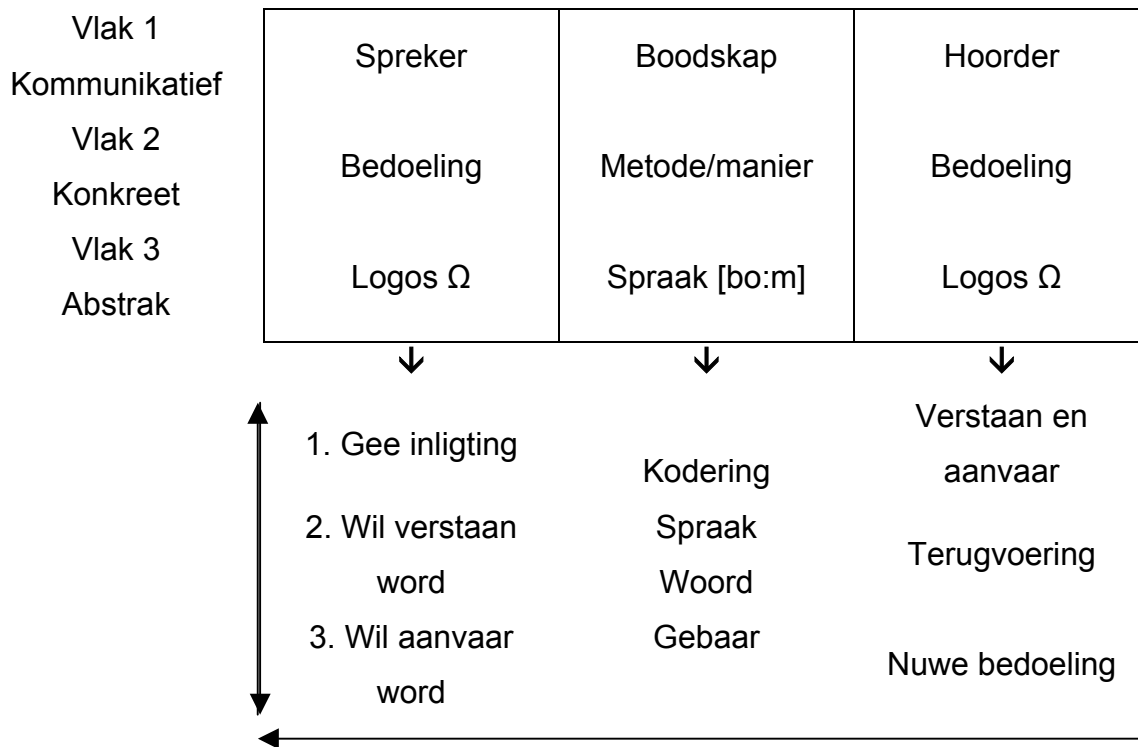 Vlak 1
Kommunikatief
Spreker
Boodskap
Hoorder
Vlak 2
Konkreet
Bedoeling
Metode/manier
Bedoeling
Vlak 3
Abstrak
Logos Ω
Spraak [bo:m]
Logos Ω
1. Gee inligting
2. Wil verstaan
word
3. Wil aanvaar
word
Kodering
Spraak
Woord
Gebaar
Verstaan en
aanvaar
Terugvoering
Nuwe bedoeling